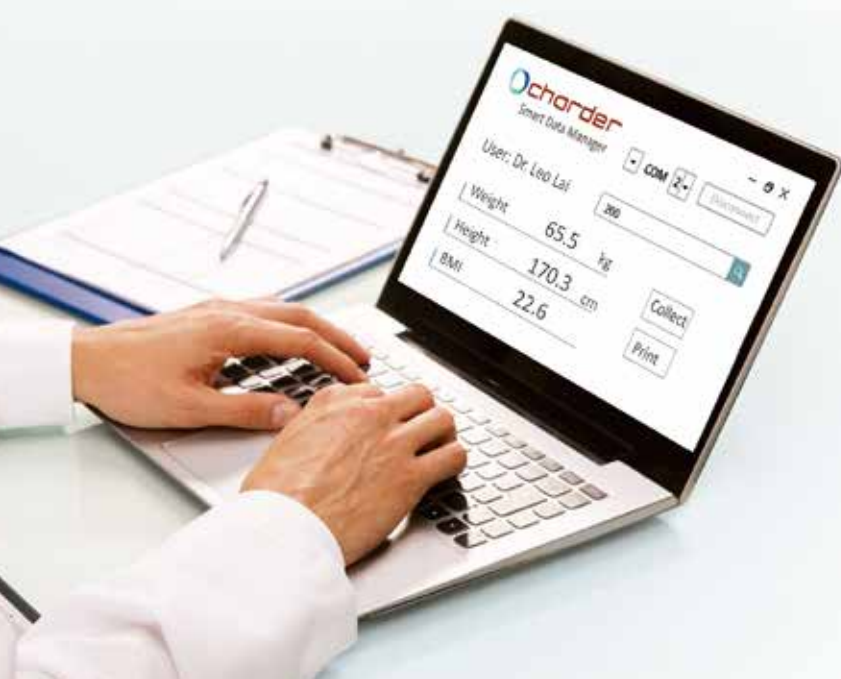 chorder
Smart Data Manager
COM 2
Disconnect
User: Dr. Leo Lai
200
Weight 65.5 kg
Height 170.3 cm
BMI 22.6
Collect
Print